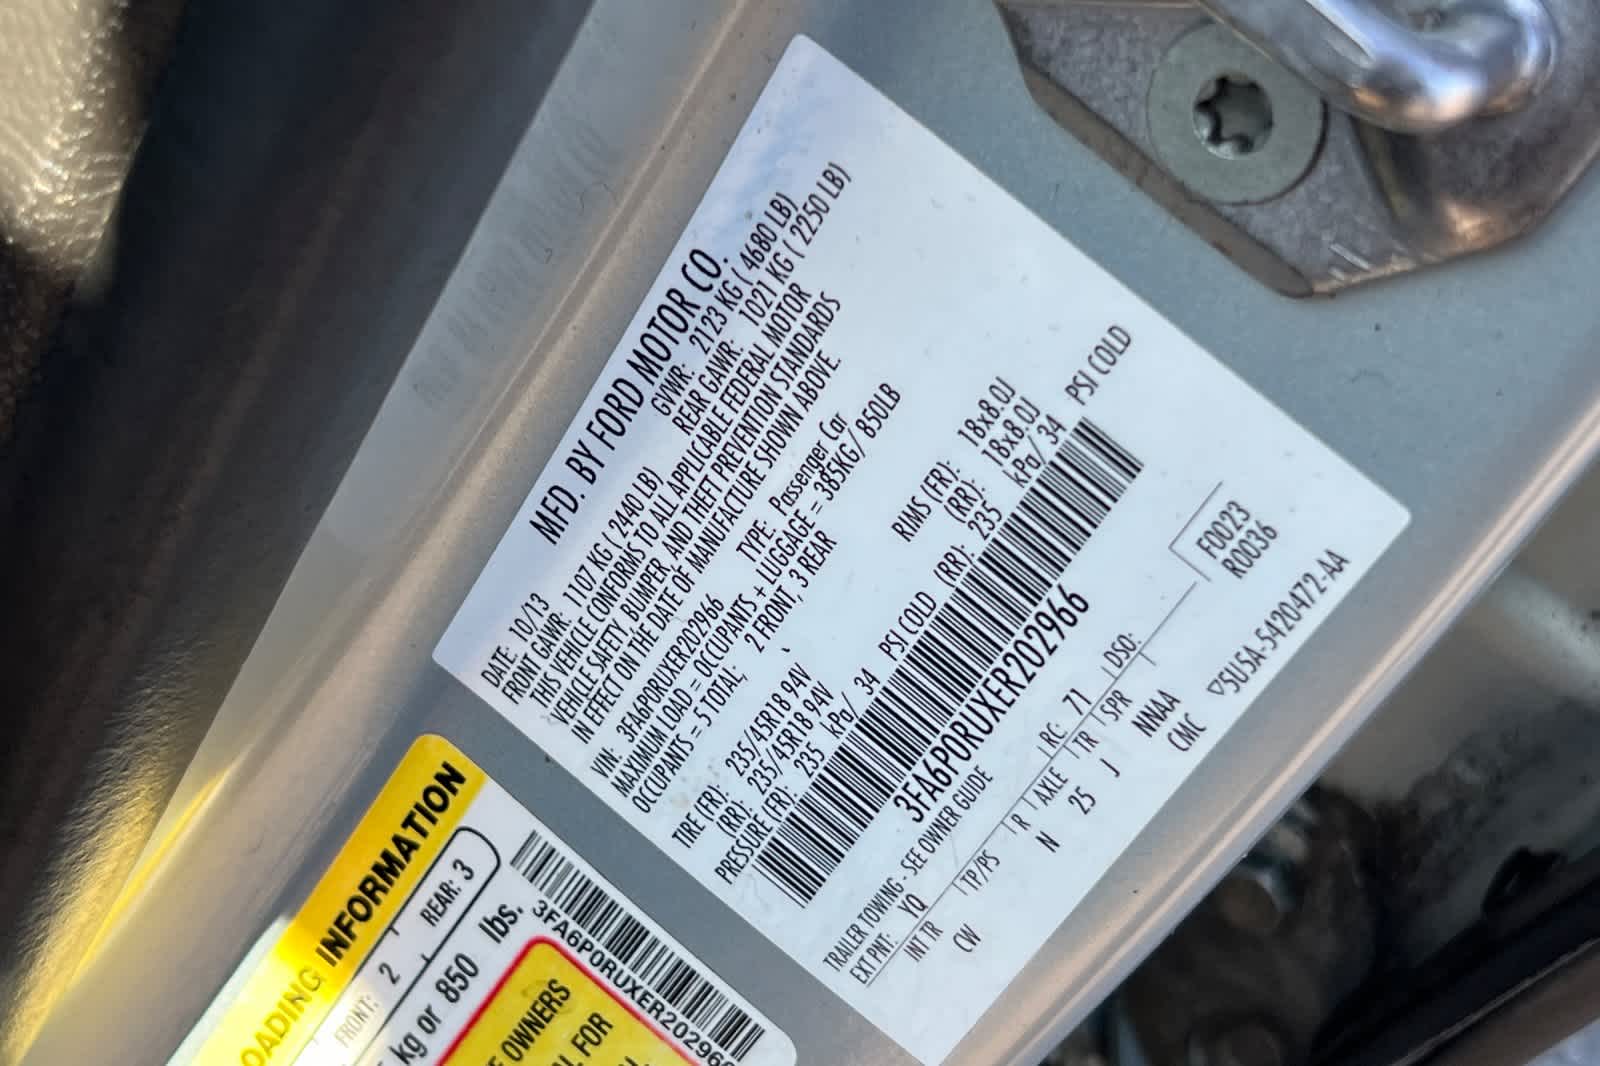 MFD. BY FORD MOTOR CO.
DATE: 10/13 GVWR: 2123 KG ( 4680 LB)
FRONT GAWR: 1107 KG ( 2440 LB) REAR GAWR: 1021 KG ( 2250 LB)
THIS VEHICLE CONFORMS TO ALL APPLICABLE FEDERAL MOTOR
VEHICLE SAFETY, BUMPER, AND THEFT PREVENTION STANDARDS
IN EFFECT ON THE DATE OF MANUFACTURE SHOWN ABOVE.
VIN: 3FA6P0RUXER202966 TYPE: Passenger Car
MAXIMUM LOAD = OCCUPANTS + LUGGAGE = 385KG/ 850LB
OCCUPANTS = 5 TOTAL, 2 FRONT, 3 REAR
TIRE (FR): 235/45R18 94V RIMS (FR): 18x8.0J
(RR): 235/45R18 94V (RR): 18x8.0J
PRESSURE (FR): 235 kPa/ 34 PSI COLD (RR): 235 kPa/ 34 PSI COLD
3FA6P0RUXER202966
TRAILER TOWING - SEE OWNER GUIDE
EXT PNT: YQ RC: 71 DSO: F0023
INT TR TP/PS R AXLE TR SPR R0036
CW N 25 J NNAA
CMC ▽5U5A-5420472-AA
OADING INFORMATION
FRONT: 2 REAR: 3
kg or 850 lbs.
3FA6P0RUXER20296
OWNERS
FOR